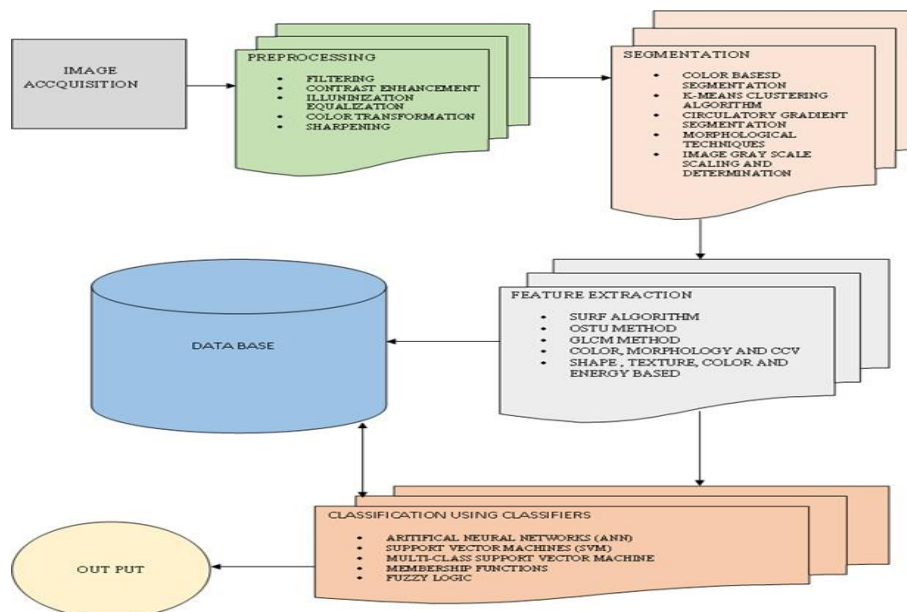 IMAGE
ACCQUISITION
PREPROCESSING
• FILTERING
• CONTRAST ENHANCEMENT
• ILLUNINIZATION
EQUALIZATION
• COLOR TRANSFORMATION
• SHARPENING
SEGMENTATION
• COLOR BASESD
SEGMENTATION
• K-MEANS CLUSTERING
ALGORITHM
• CIRCULATORY GRADIENT
SEGMENTATION
• MORPHOLOGICAL
TECHNIQUES
• IMAGE GRAY SCALE
SCALING AND
DETERMINATION
FEATURE EXTRACTION
• SURF ALGORITHM
• OSTU METHOD
• GLCM METHOD
• COLOR, MORPHOLOGY AND CCV
• SHAPE , TEXTURE, COLOR AND
ENERGY BASED
DATA BASE
CLASSIFICATION USING CLASSIFIERS
• ARITIFICAL NEURAL NETWORKS (ANN)
• SUPPORT VECTOR MACHINES (SVM)
• MULTI-CLASS SUPPORT VECTOR MACHINE
• MEMBERSHIP FUNCTIONS
• FUZZY LOGIC
OUT PUT